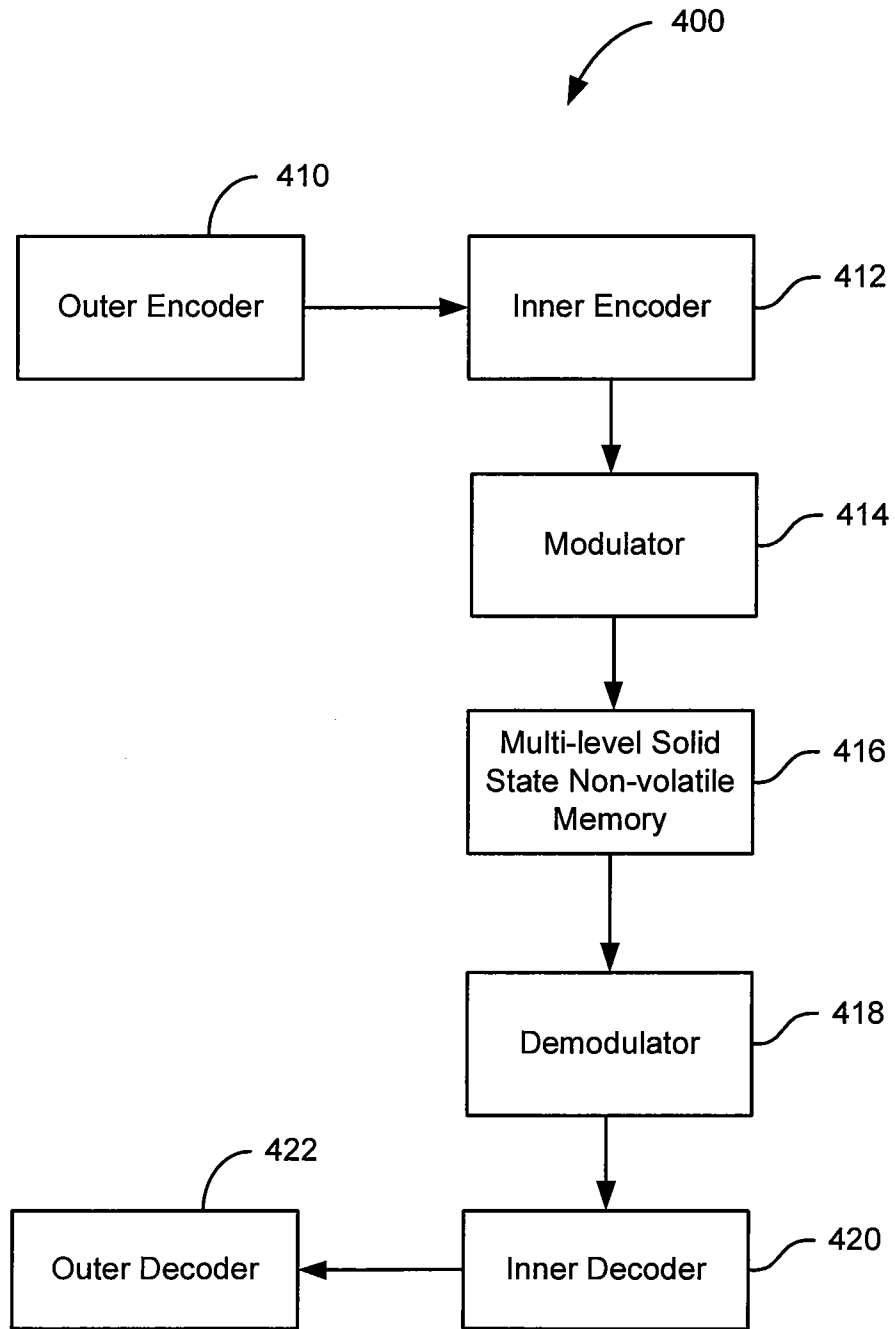 400
410
Outer Encoder
Inner Encoder
412
Modulator
414
Multi-level Solid
State Non-volatile
Memory
416
Demodulator
418
422
Outer Decoder
Inner Decoder
420